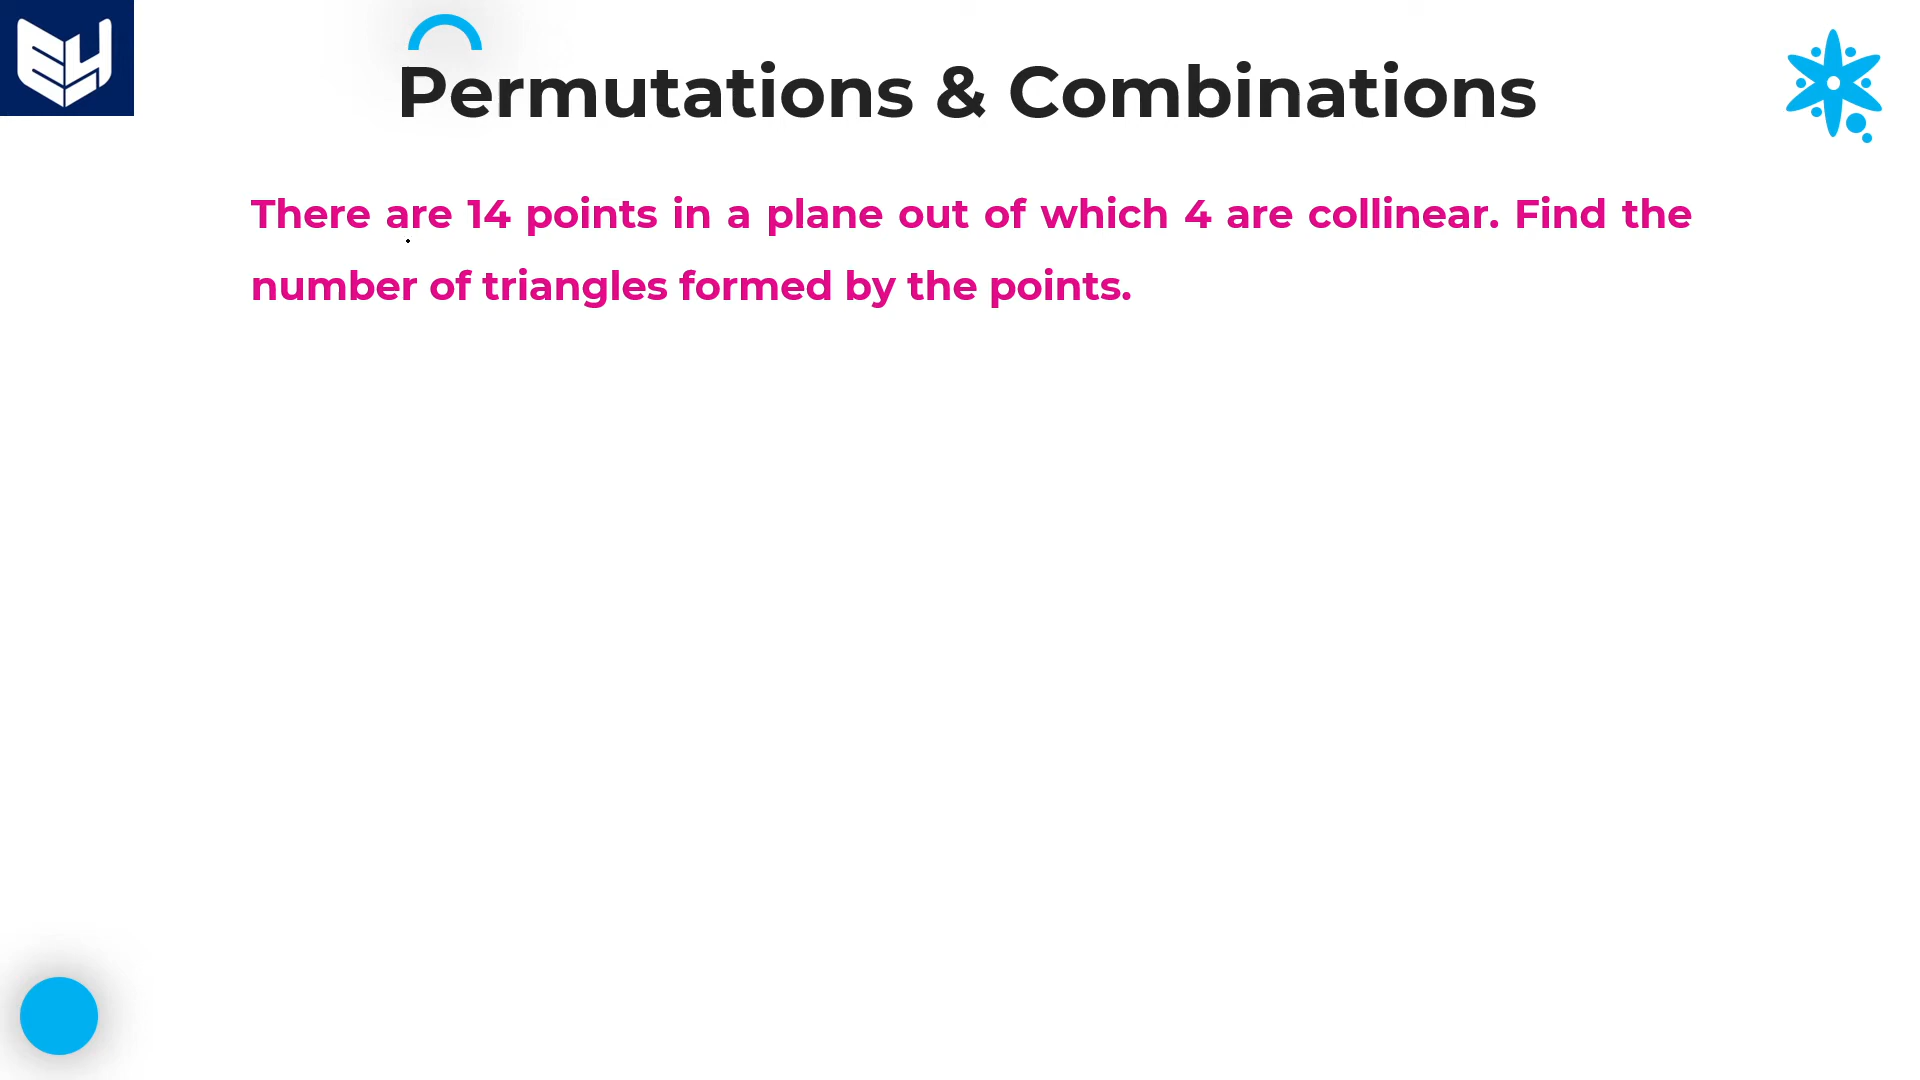 Permutations & Combinations
There are 14 points in a plane out of which 4 are collinear. Find the
number of triangles formed by the points.